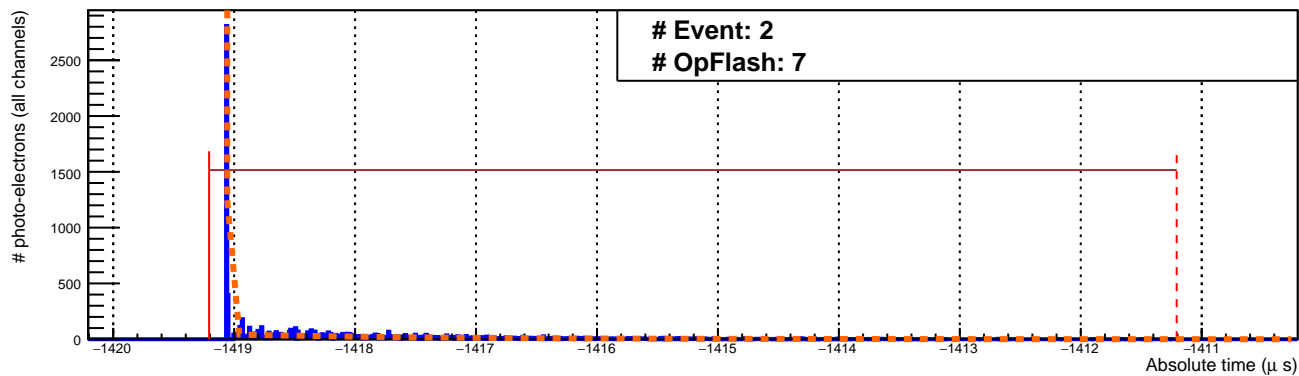 # Event: 2
# OpFlash: 7
# photo-electrons (all channels)
2500
2000
1500
1000
500
0
−1420 −1419 −1418 −1417 −1416 −1415 −1414 −1413 −1412 −1411
Absolute time (μ s)